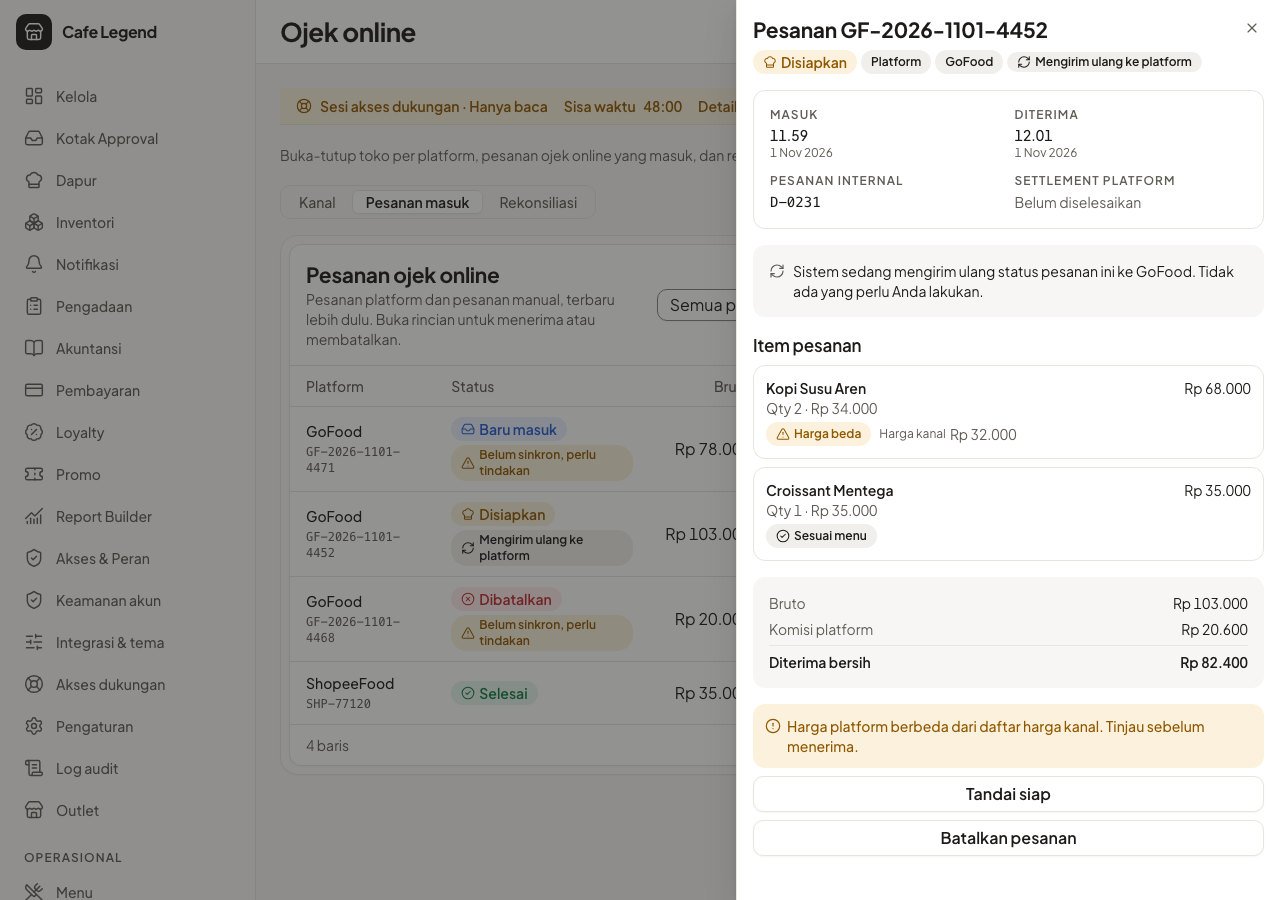 Cafe Legend
Kelola
Kotak Approval
Dapur
Inventori
Notifikasi
Pengadaan
Akuntansi
Pembayaran
Loyalty
Promo
Report Builder
Akses & Peran
Keamanan akun
Integrasi & tema
Akses dukungan
Pengaturan
Log audit
Outlet
OPERASIONAL
Menu
Ojek online
Sesi akses dukungan · Hanya baca Sisa waktu 48:00 Detail
Buka-tutup toko per platform, pesanan ojek online yang masuk, dan re
Kanal Pesanan masuk Rekonsiliasi
Pesanan ojek online
Pesanan platform dan pesanan manual, terbaru
lebih dulu. Buka rincian untuk menerima atau
membatalkan.
Semua p
Platform Status Bru
GoFood
GF-2026-1101-
4471
Baru masuk
Belum sinkron, perlu
tindakan
Rp 78.00
GoFood
GF-2026-1101-
4452
Disiapkan
Mengirim ulang ke
platform
Rp 103.00
GoFood
GF-2026-1101-
4468
Dibatalkan
Belum sinkron, perlu
tindakan
Rp 20.00
ShopeeFood
SHP-77120
Selesai
Rp 35.00
4 baris
Pesanan GF-2026-1101-4452
Disiapkan Platform GoFood Mengirim ulang ke platform
MASUK
11.59
1 Nov 2026
DITERIMA
12.01
1 Nov 2026
PESANAN INTERNAL
D-0231
SETTLEMENT PLATFORM
Belum diselesaikan
Sistem sedang mengirim ulang status pesanan ini ke GoFood. Tidak
ada yang perlu Anda lakukan.
Item pesanan
Kopi Susu Aren Rp 68.000
Qty 2 · Rp 34.000
Harga beda Harga kanal Rp 32.000
Croissant Mentega Rp 35.000
Qty 1 · Rp 35.000
Sesuai menu
Bruto Rp 103.000
Komisi platform Rp 20.600
Diterima bersih Rp 82.400
Harga platform berbeda dari daftar harga kanal. Tinjau sebelum
menerima.
Tandai siap
Batalkan pesanan